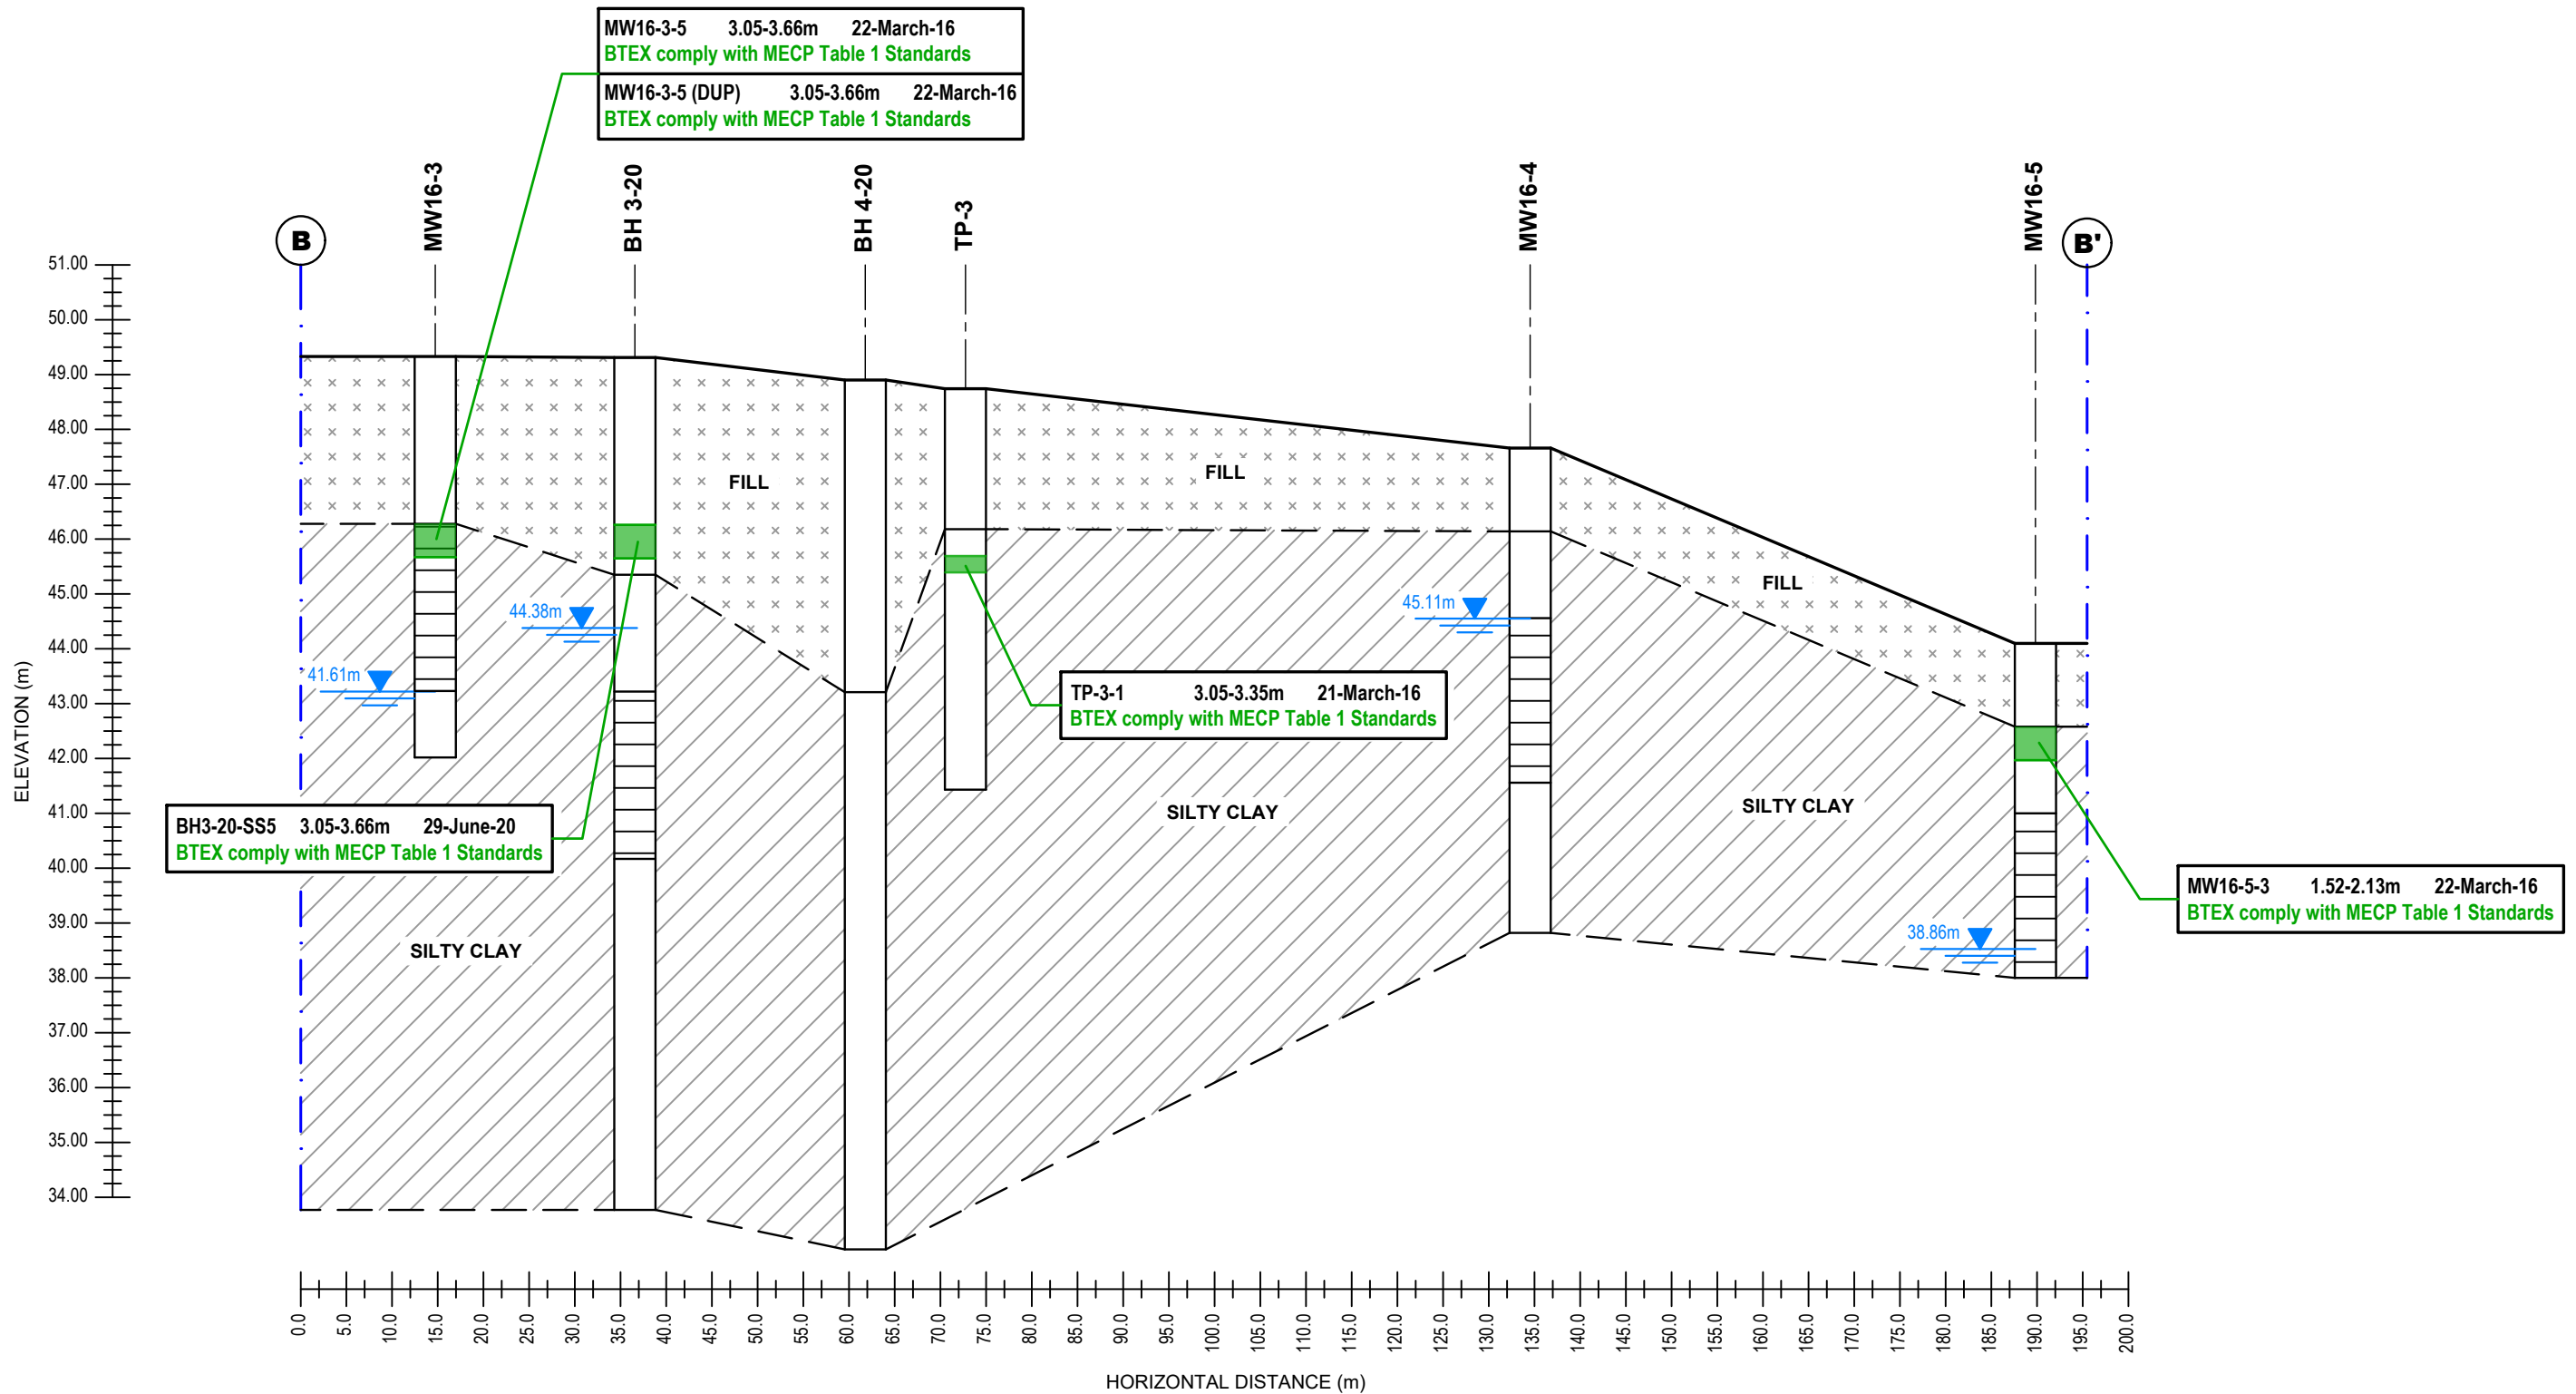 MW16-3-5 3.05-3.66m 22-March-16
BTEX comply with MECP Table 1 Standards
MW16-3-5 (DUP) 3.05-3.66m 22-March-16
BTEX comply with MECP Table 1 Standards
B
MW16-3
BH 3-20
BH 4-20
TP-3
MW16-4
MW16-5
B'
51.00
50.00
49.00
48.00
47.00
46.00
45.00
44.00
43.00
42.00
41.00
40.00
39.00
38.00
37.00
36.00
35.00
34.00
ELEVATION (m)
FILL
FILL
FILL
44.38m
45.11m
41.61m
38.86m
TP-3-1 3.05-3.35m 21-March-16
BTEX comply with MECP Table 1 Standards
BH3-20-SS5 3.05-3.66m 29-June-20
BTEX comply with MECP Table 1 Standards
MW16-5-3 1.52-2.13m 22-March-16
BTEX comply with MECP Table 1 Standards
SILTY CLAY
SILTY CLAY
SILTY CLAY
0.0 5.0 10.0 15.0 20.0 25.0 30.0 35.0 40.0 45.0 50.0 55.0 60.0 65.0 70.0 75.0 80.0 85.0 90.0 95.0 100.0 105.0 110.0 115.0 120.0 125.0 130.0 135.0 140.0 145.0 150.0 155.0 160.0 165.0 170.0 175.0 180.0 185.0 190.0 195.0 200.0
HORIZONTAL DISTANCE (m)